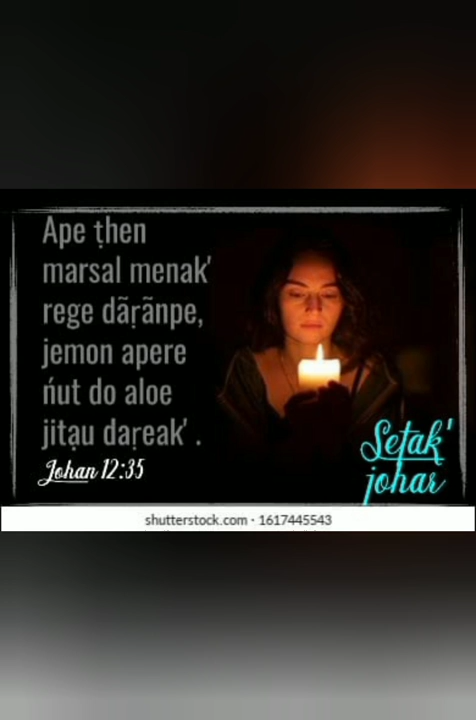 Ape ṭhen
marsal menak'
rege dãṛãnpe,
jemon apere
ńut do aloe
jitạu daṛeak' .
Johan 12:35
Setak'
johar
shutterstock.com · 1617445543